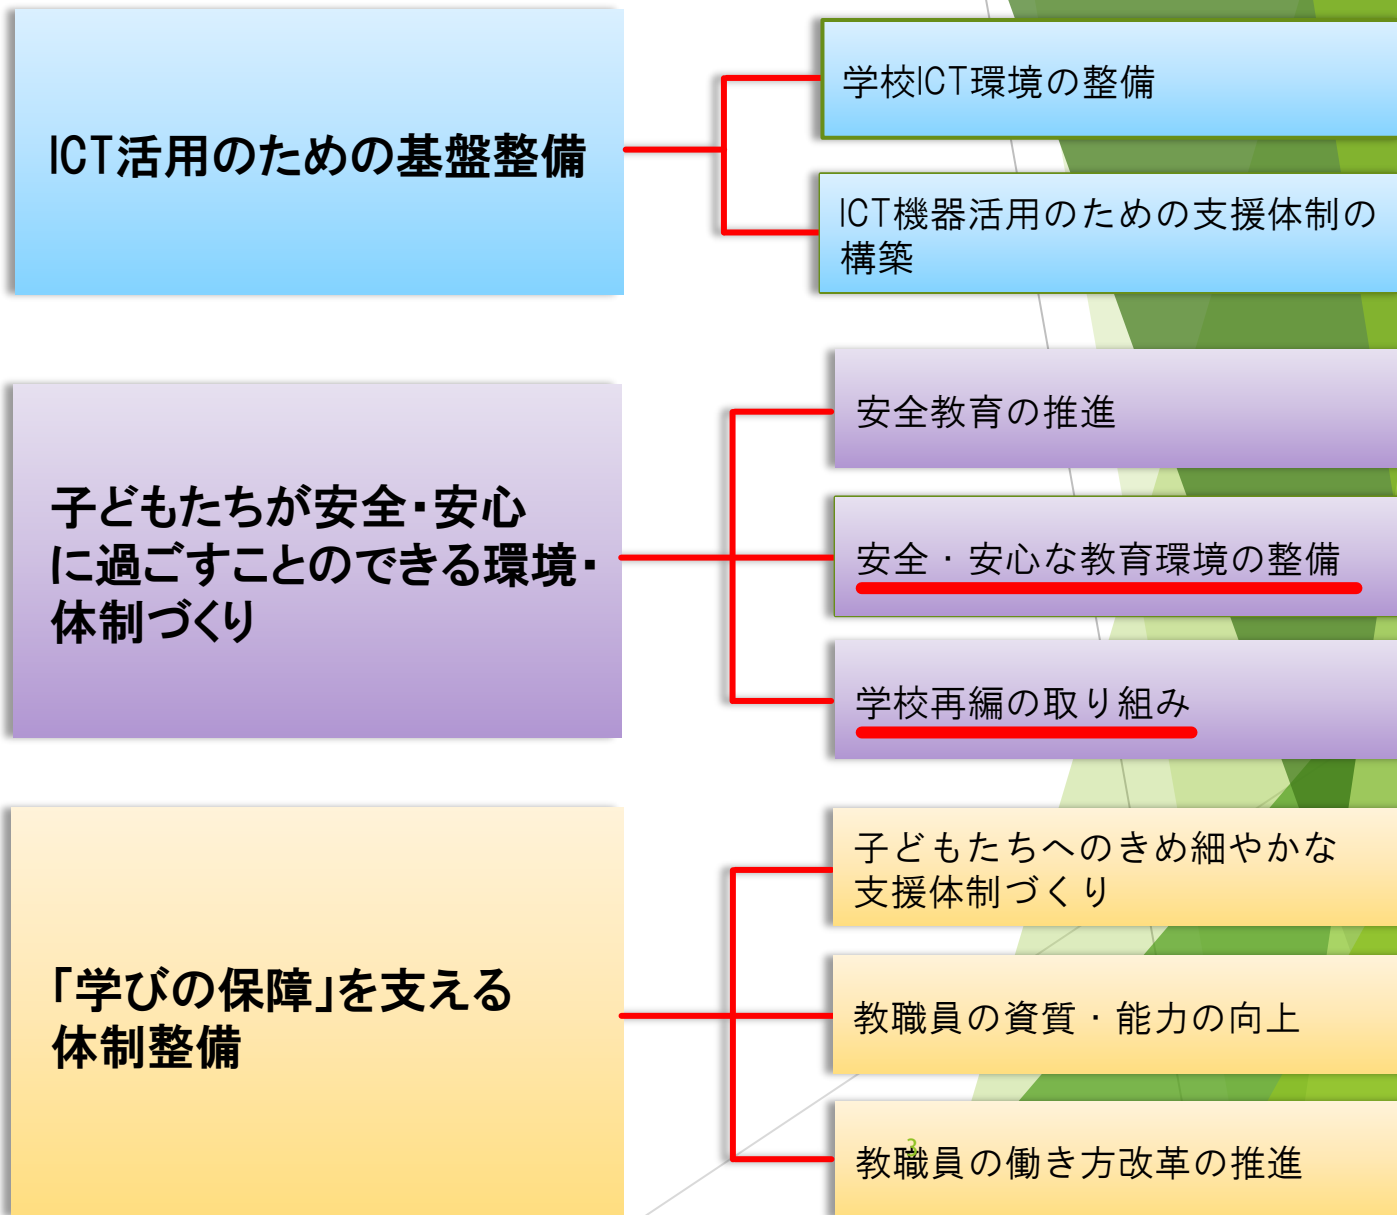 ICT活用のための基盤整備
学校ICT環境の整備
ICT機器活用のための支援体制の
構築
子どもたちが安全・安心
に過ごすことのできる環境・
体制づくり
安全教育の推進
安全・安心な教育環境の整備
学校再編の取り組み
「学びの保障」を支える
体制整備
子どもたちへのきめ細やかな
支援体制づくり
教職員の資質・能力の向上
教職員の働き方改革の推進
3